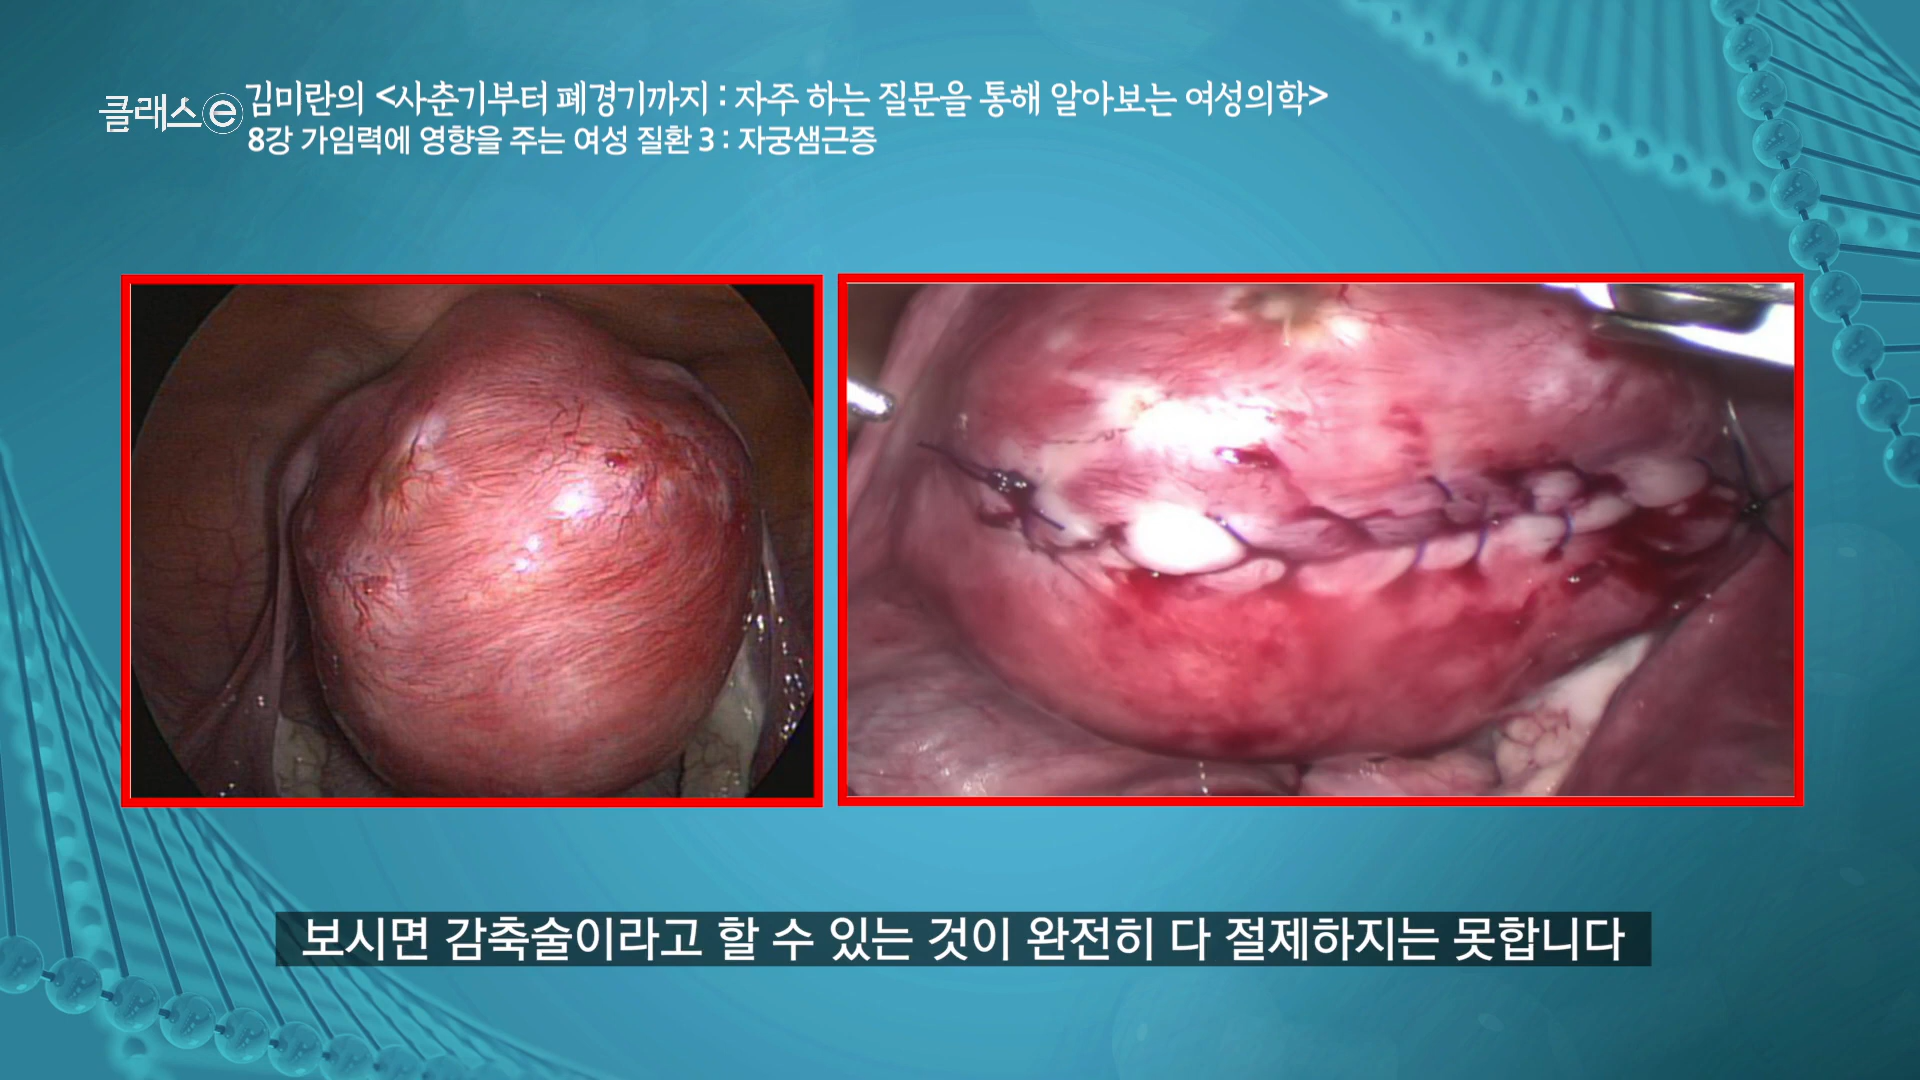 클래스ⓔ
김미란의 <사춘기부터 폐경기까지 : 자주 하는 질문을 통해 알아보는 여성의학>
8강 가임력에 영향을 주는 여성 질환 3 : 자궁샘근증
보시면 감축술이라고 할 수 있는 것이 완전히 다 절제하지는 못합니다